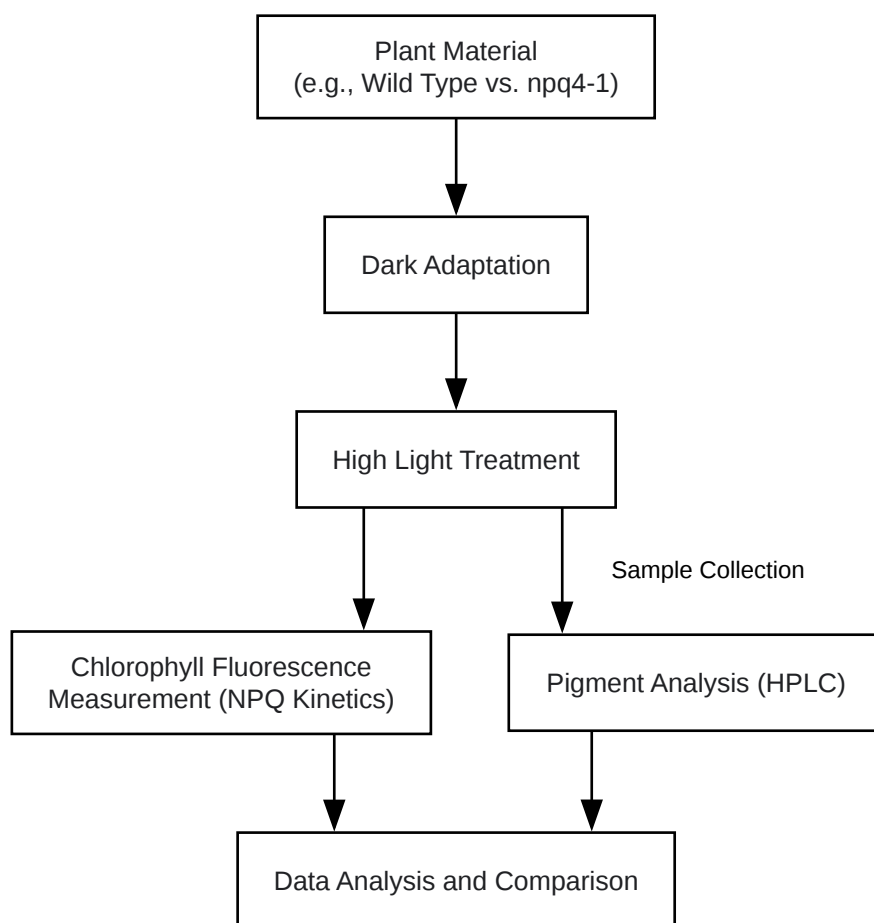 Plant Material
(e.g., Wild Type vs. npq4-1)
Dark Adaptation
High Light Treatment
Sample Collection
Chlorophyll Fluorescence
Measurement (NPQ Kinetics)
Pigment Analysis (HPLC)
Data Analysis and Comparison